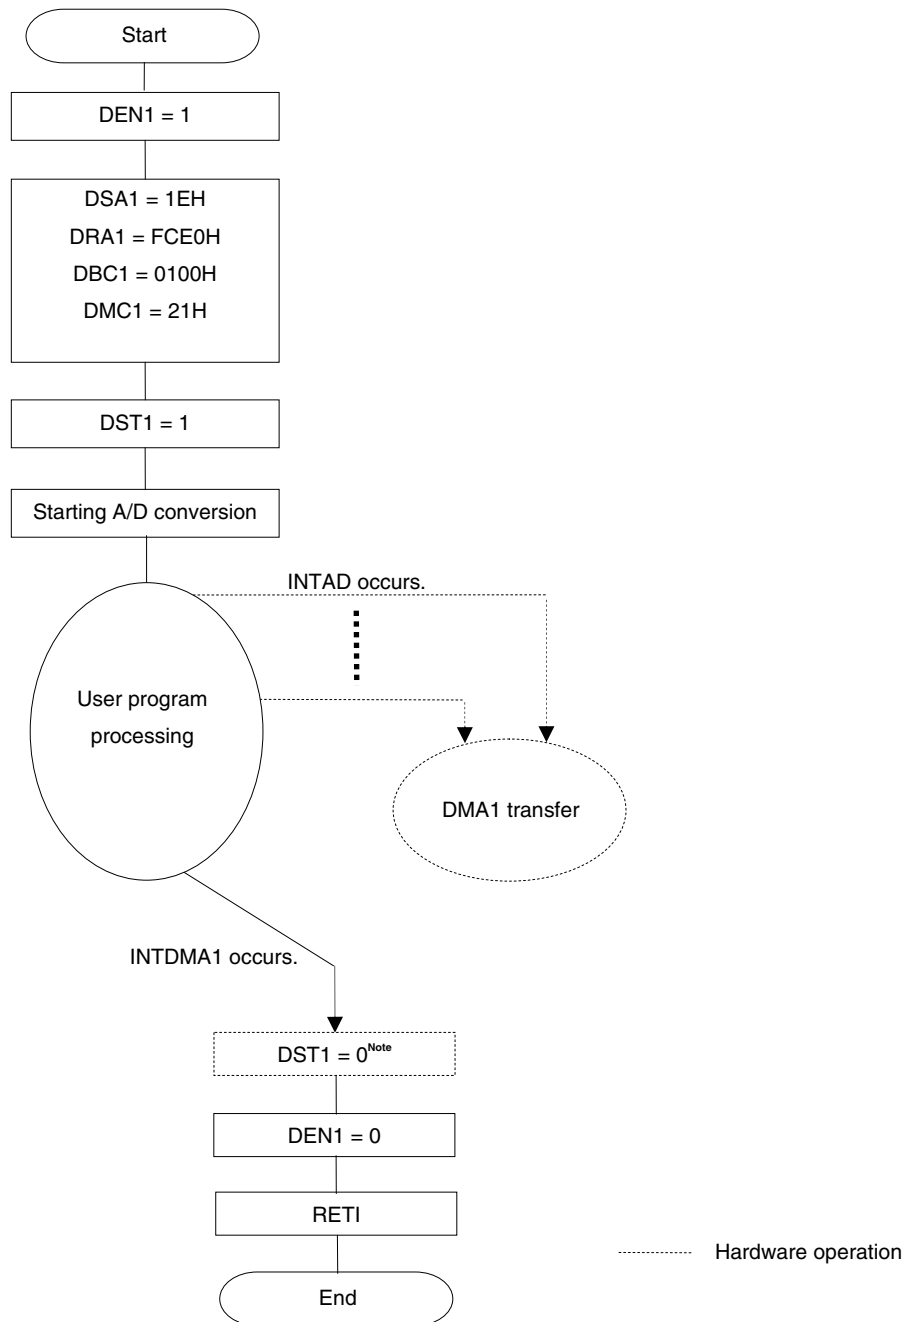 Start
DEN1 = 1
DSA1 = 1EH
DRA1 = FCE0H
DBC1 = 0100H
DMC1 = 21H
DST1 = 1
Starting A/D conversion
INTAD occurs.
User program
processing
DMA1 transfer
INTDMA1 occurs.
DST1 = 0Note
DEN1 = 0
RETI
Hardware operation
End